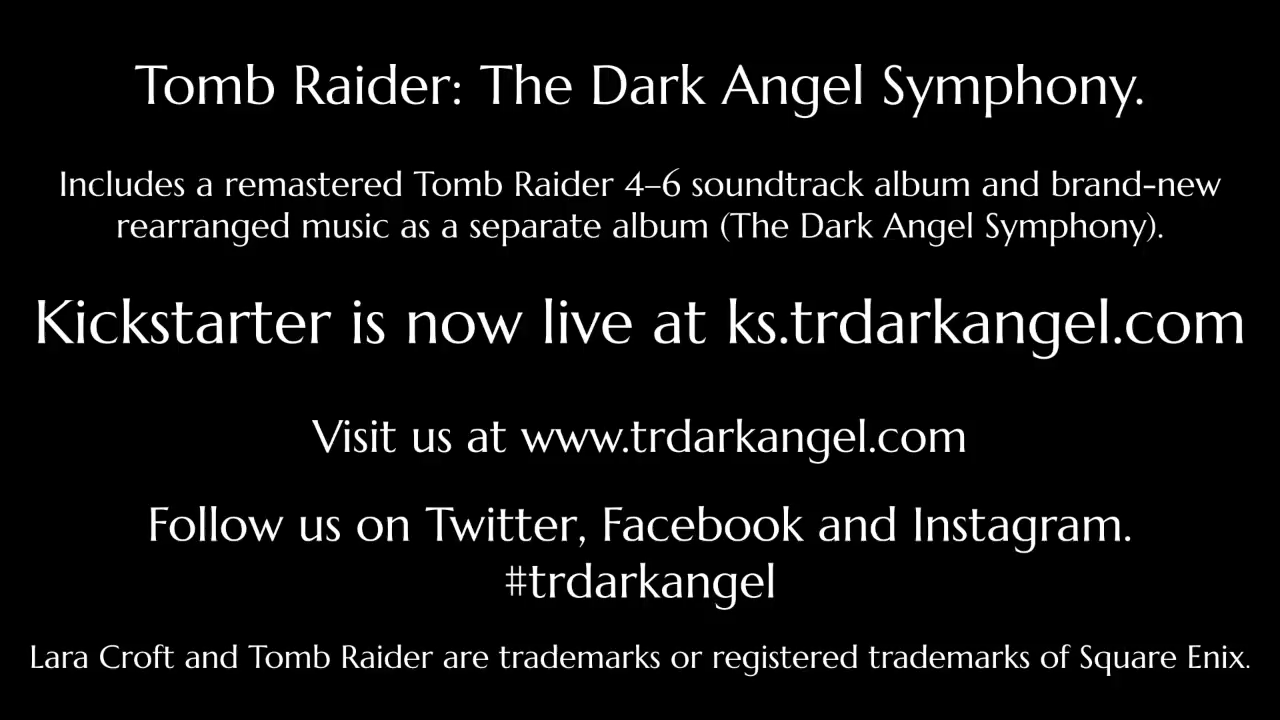 Tomb Raider: The Dark Angel Symphony.
Includes a remastered Tomb Raider 4–6 soundtrack album and brand-new
rearranged music as a separate album (The Dark Angel Symphony).
Kickstarter is now live at ks.trdarkangel.com
Visit us at www.trdarkangel.com
Follow us on Twitter, Facebook and Instagram.
#trdarkangel
Lara Croft and Tomb Raider are trademarks or registered trademarks of Square Enix.